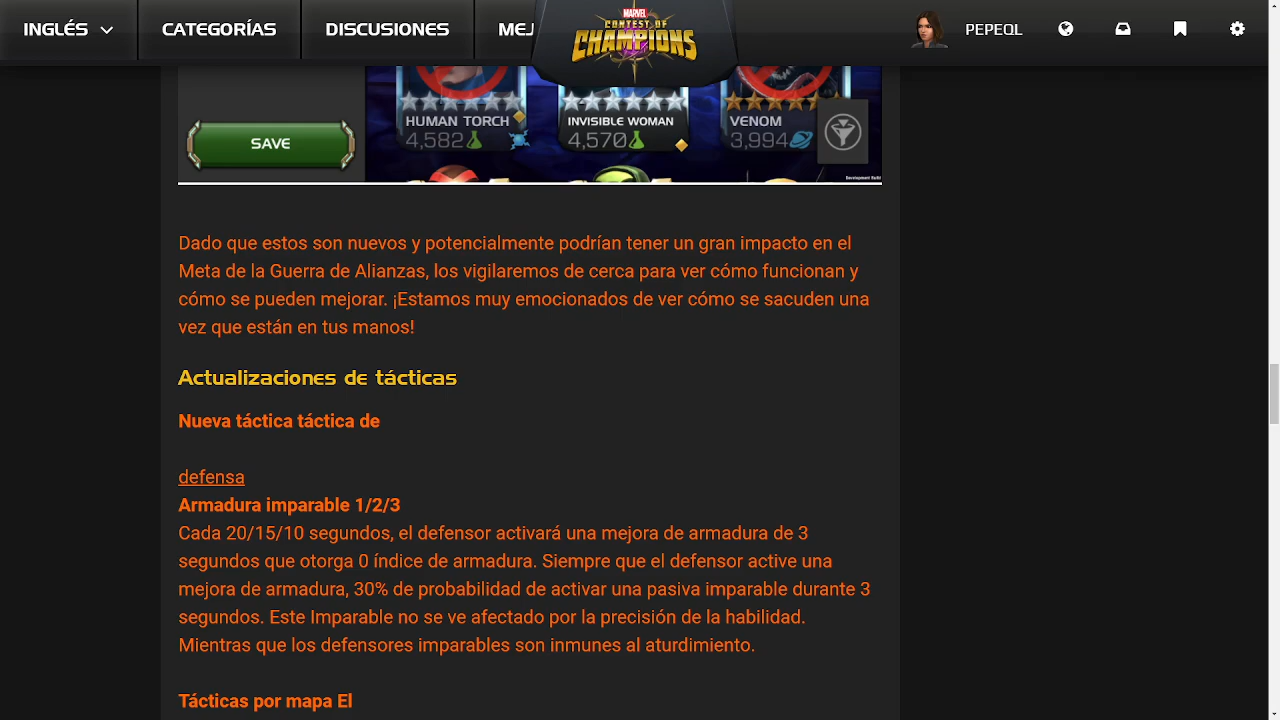 INGLÉS
CATEGORÍAS
DISCUSIONES
MEJ
MARVEL
CONTEST OF
CHAMPIONS
PEPEQL
HUMAN TORCH
4,582
INVISIBLE WOMAN
4,570
VENOM
3,994
SAVE
Development Build
Dado que estos son nuevos y potencialmente podrían tener un gran impacto en el
Meta de la Guerra de Alianzas, los vigilaremos de cerca para ver cómo funcionan y
cómo se pueden mejorar. ¡Estamos muy emocionados de ver cómo se sacuden una
vez que están en tus manos!
Actualizaciones de tácticas
Nueva táctica táctica de
defensa
Armadura imparable 1/2/3
Cada 20/15/10 segundos, el defensor activará una mejora de armadura de 3
segundos que otorga 0 índice de armadura. Siempre que el defensor active una
mejora de armadura, 30% de probabilidad de activar una pasiva imparable durante 3
segundos. Este Imparable no se ve afectado por la precisión de la habilidad.
Mientras que los defensores imparables son inmunes al aturdimiento.
Tácticas por mapa El